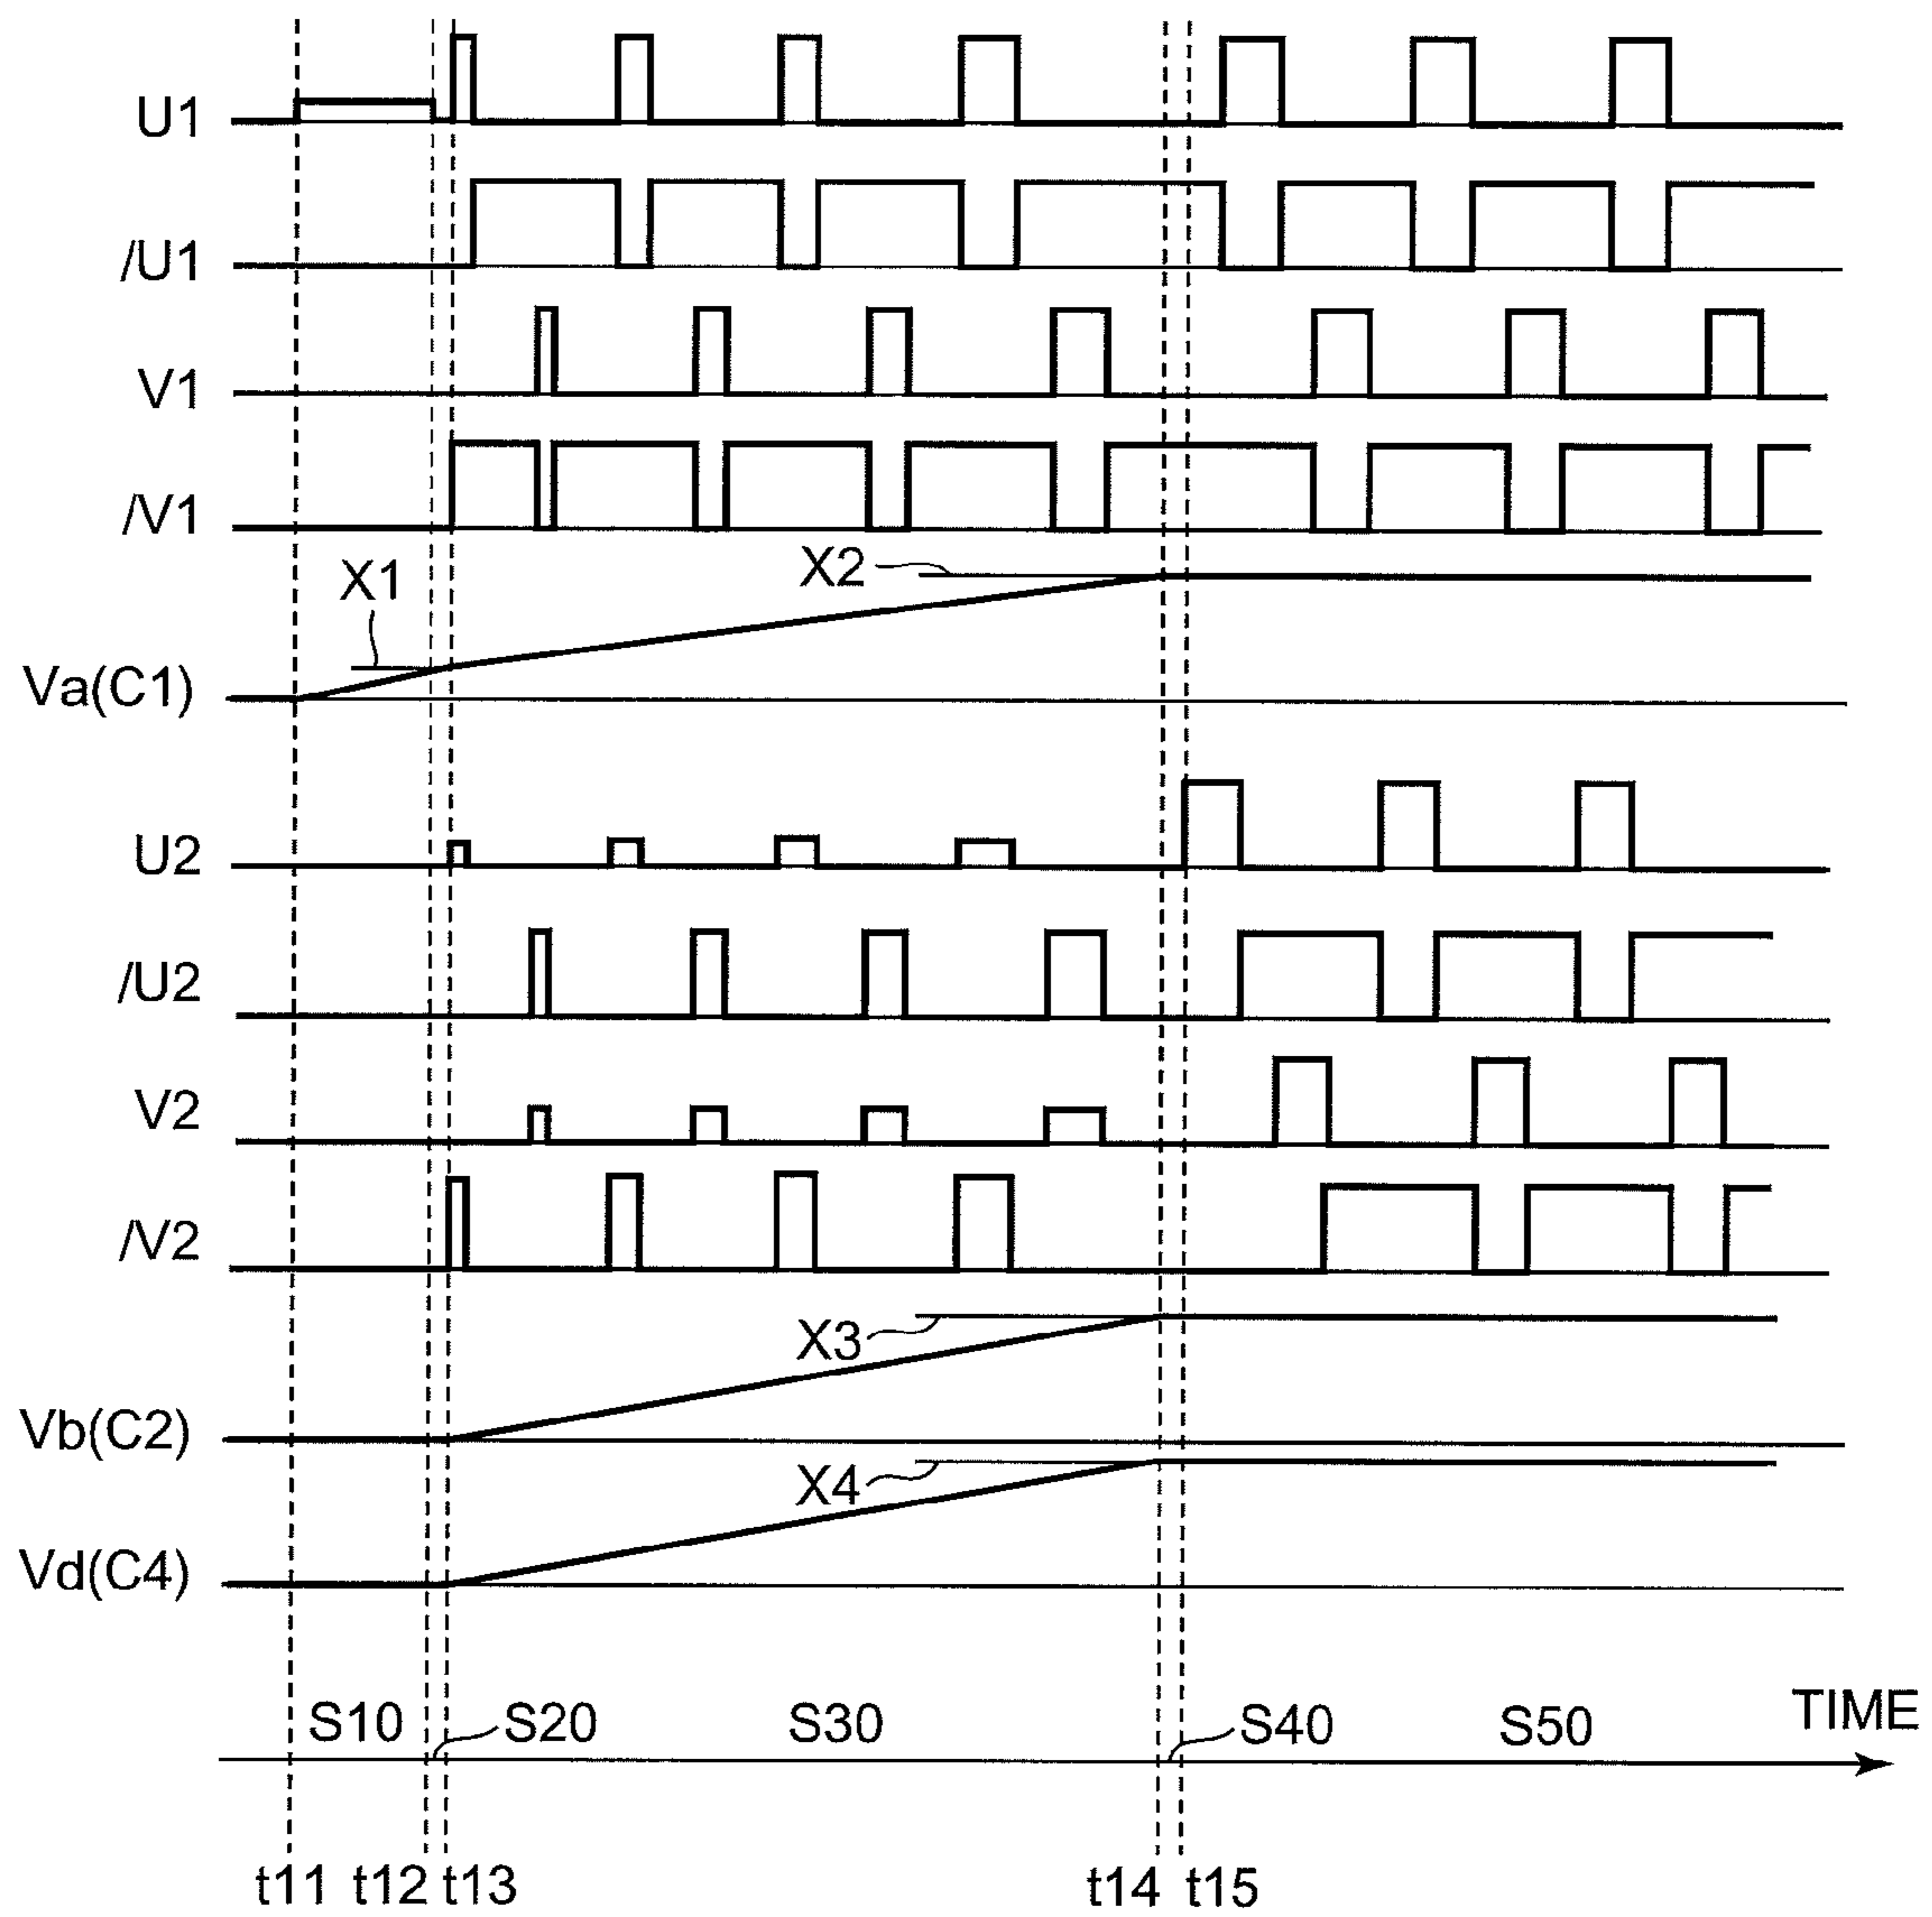 U1
/U1
V1
/V1
X1
X2
Va(C1)
U2
/U2
V2
/V2
X3
Vb(C2)
X4
Vd(C4)
S10
S20
S30
S40
S50
TIME
t11
t12
t13
t14
t15